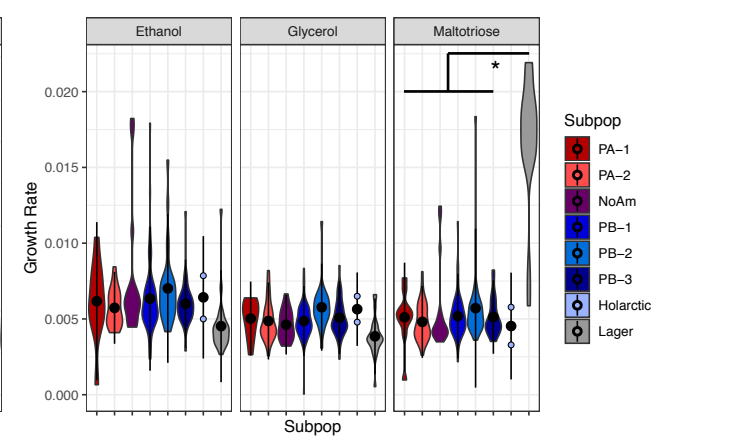 Ethanol Glycerol Maltotriose
*
0.020
0.015
0.010
0.005
0.000
Growth Rate
Subpop
Subpop
PA−1
PA−2
NoAm
PB−1
PB−2
PB−3
Holarctic
Lager